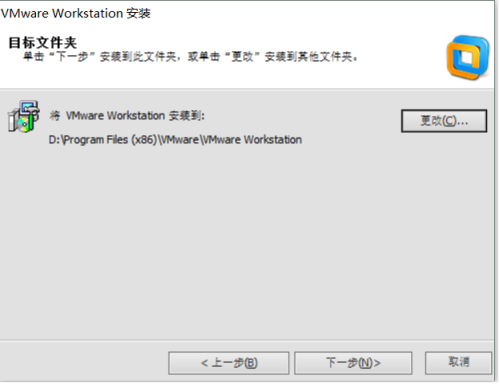 VMware Workstation 安装
目标文件夹
单击“下一步”安装到此文件夹，或单击“更改”安装到其他文件夹。
将 VMware Workstation 安装到:
更改(C)...
D:\Program Files (x86)\VMware\VMware Workstation
< 上一步(B)
下一步(N)>
取消